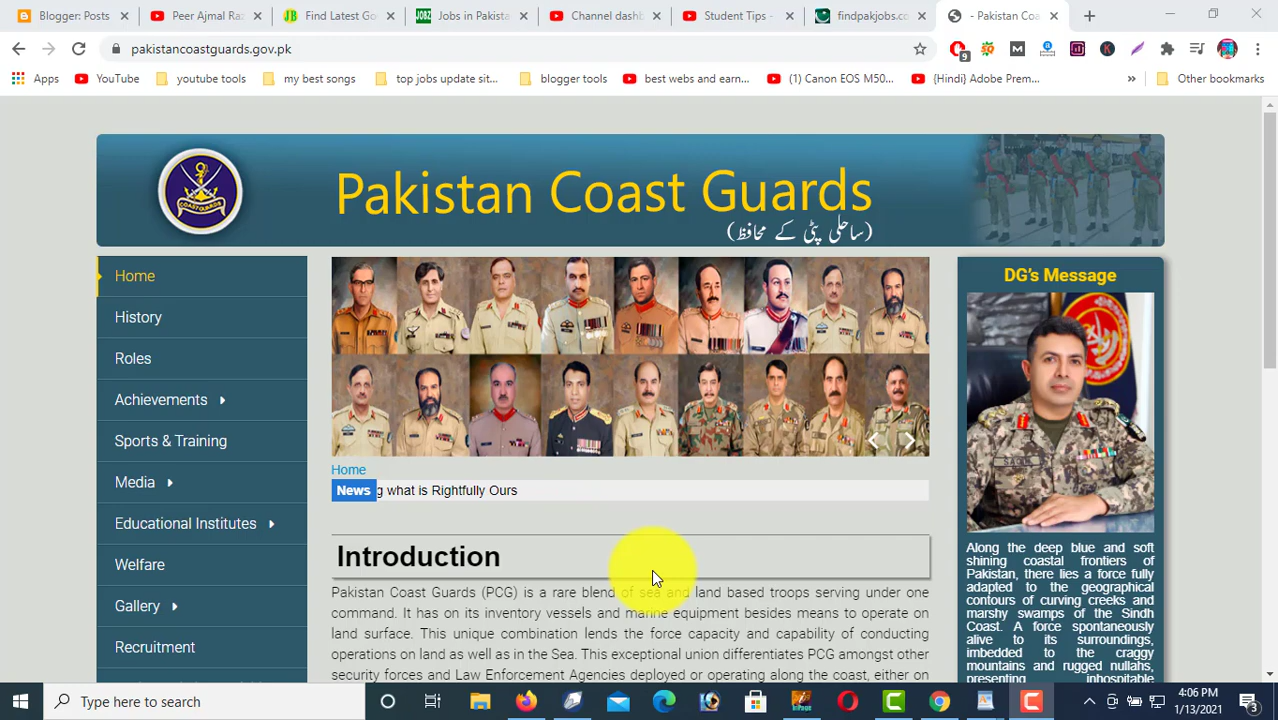 Blogger: Posts
Peer Ajmal Raz
Find Latest Go
Jobs in Pakista
Channel dashb
Student Tips -
findpakjobs.co
- Pakistan Coa
pakistancoastguards.gov.pk
9
Apps
YouTube
youtube tools
my best songs
top jobs update sit...
blogger tools
best webs and earn...
(1) Canon EOS M50...
{Hindi} Adobe Prem...
»
Other bookmarks
Pakistan Coast Guards
(ساحلی پٹی کے محافظ)
COAST GUARDS
Home
History
Roles
Achievements
Sports & Training
Media
Educational Institutes
Welfare
Gallery
Recruitment
Home
News g what is Rightfully Ours
Introduction
Pakistan Coast Guards (PCG) is a rare blend of sea and land based troops serving under one
command. It has on its inventory vessels and marine equipment besides means to operate on
land surface. This unique combination lends the force capacity and capability of conducting
operations on land as well as in the Sea. This exceptional union differentiates PCG amongst other
security forces and Law Enforcement Agencies deployed or operating along the coast, either on
DG's Message
Along the deep blue and soft
shining coastal frontiers of
Pakistan, there lies a force fully
adapted to the geographical
contours of curving creeks and
marshy swamps of the Sindh
Coast. A force spontaneously
alive to its surroundings,
imbedded to the craggy
mountains and rugged nullahs,
presenting inhospitable
Type here to search
4:06 PM
1/13/2021
3